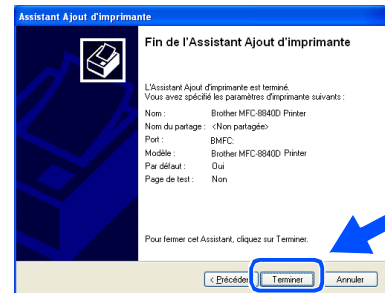 Assistant Ajout d'imprimante
Fin de l'Assistant Ajout d'imprimante
L'Assistant Ajout d'imprimante est terminé.
Vous avez spécifié les paramètres d'imprimante suivants :
Nom : Brother MFC-8840D Printer
Nom du partage : <Non partagée>
Port : BMFC:
Modèle : Brother MFC-8840D Printer
Par défaut : Oui
Page de test : Non
Pour fermer cet Assistant, cliquez sur Terminer.
< Précéden Terminer Annuler